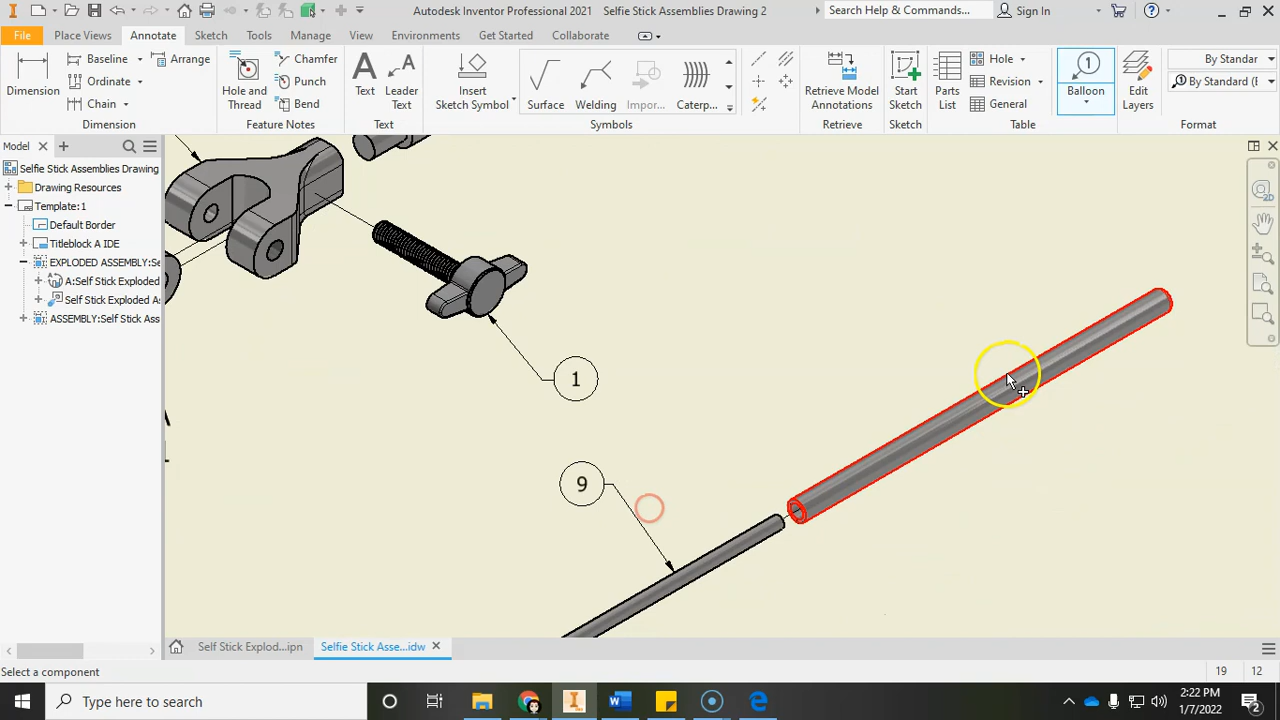 Autodesk Inventor Professional 2021 Selfie Stick Assemblies Drawing 2
Search Help & Commands...
Sign In
File Place Views Annotate Sketch Tools Manage View Environments Get Started Collaborate
Dimension
Baseline
Ordinate
Chain
Arrange
Dimension
Hole and Thread
Chamfer
Punch
Bend
Feature Notes
Text
Leader Text
Text
Insert Sketch Symbol
Surface
Welding
Impor...
Caterp...
Symbols
Retrieve Model Annotations
Retrieve
Start Sketch
Sketch
Parts List
Hole
Revision
General
Table
1
Balloon
Edit Layers
By Standar
By Standard (E
Format
Model
Selfie Stick Assemblies Drawing
Drawing Resources
Template:1
Default Border
Titleblock A IDE
EXPLODED ASSEMBLY:Se
A:Self Stick Exploded
Self Stick Exploded As
ASSEMBLY:Self Stick Ass
1
9
2D
Self Stick Explod...ipn
Selfie Stick Asse...idw
Select a component
19
12
Type here to search
2:22 PM
1/7/2022
2